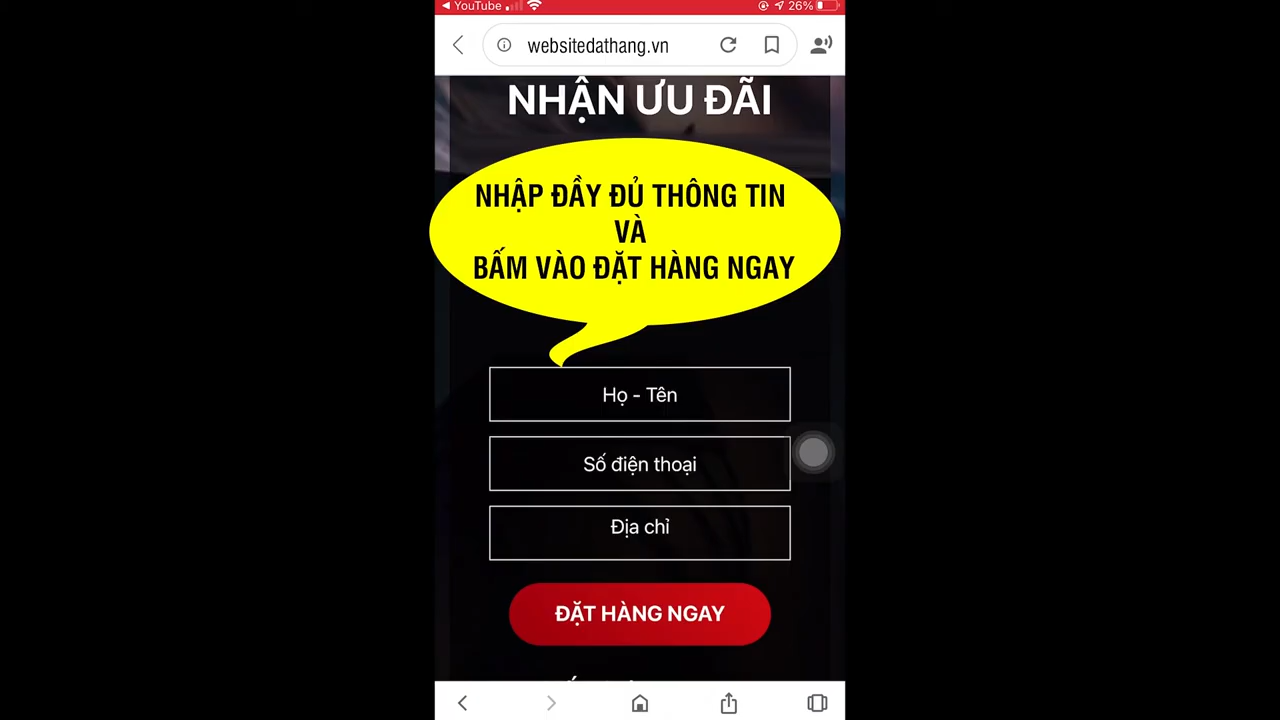 YouTube
26%
websitedathang.vn
NHẬN ƯU ĐÃI
NHẬP ĐẦY ĐỦ THÔNG TIN
VÀ
BẤM VÀO ĐẶT HÀNG NGAY
Họ - Tên
Số điện thoại
Địa chỉ
ĐẶT HÀNG NGAY